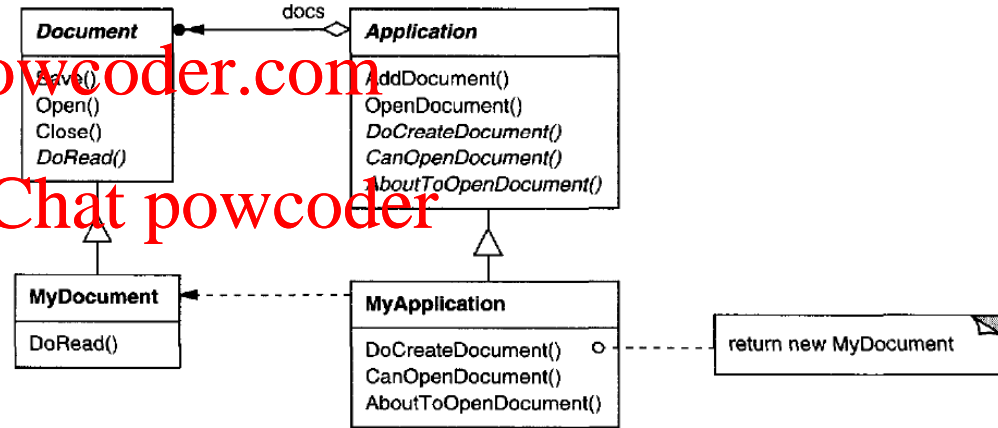 docs
Document
Application
Save()
Open()
Close()
DoRead()
AddDocument()
OpenDocument()
DoCreateDocument()
CanOpenDocument()
AboutToOpenDocument()
owcoder.com
Chat powcoder
MyDocument
DoRead()
MyApplication
DoCreateDocument()
CanOpenDocument()
AboutToOpenDocument()
return new MyDocument